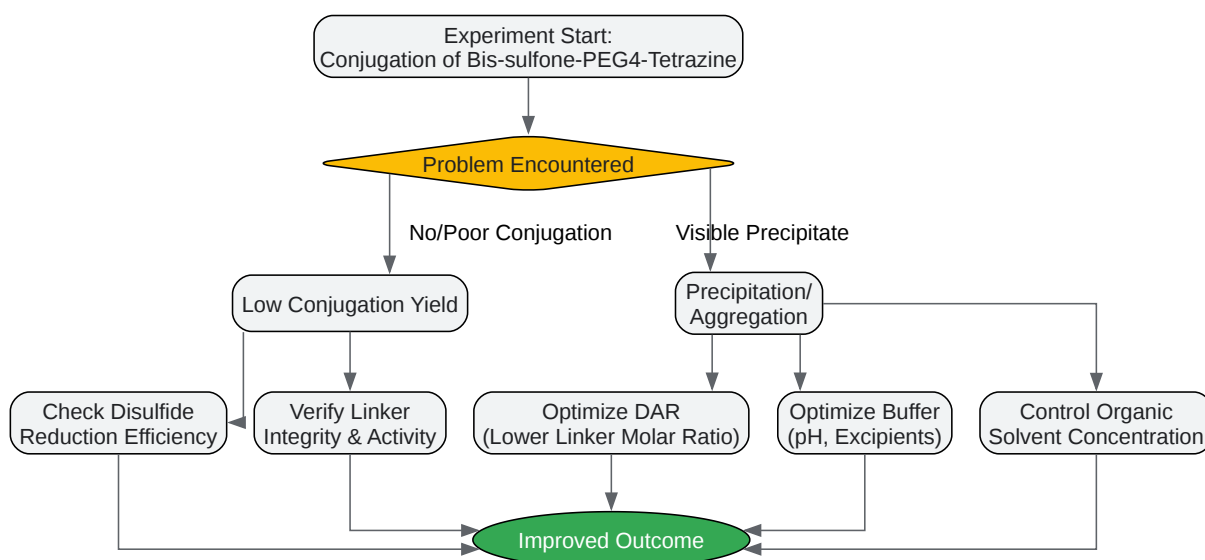 Experiment Start:
Conjugation of Bis-sulfone-PEG4-Tetrazine
Problem Encountered
No/Poor Conjugation
Visible Precipitate
Low Conjugation Yield
Precipitation/
Aggregation
Check Disulfide
Reduction Efficiency
Verify Linker
Integrity & Activity
Optimize DAR
(Lower Linker Molar Ratio)
Optimize Buffer
(pH, Excipients)
Control Organic
Solvent Concentration
Improved Outcome